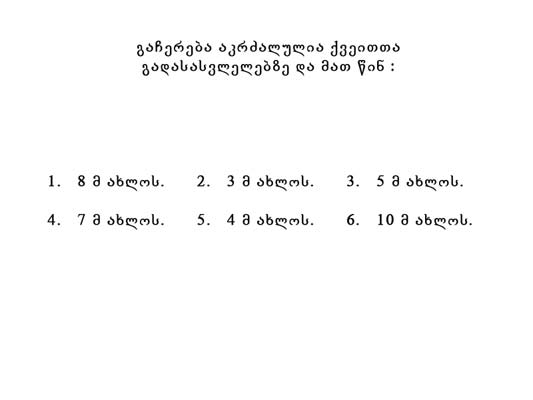 გაჩერება აკრძალულია ქვეითთა
გადასასვლელებზე და მათ წინ :
1. 8 მ ახლოს. 2. 3 მ ახლოს. 3. 5 მ ახლოს.
4. 7 მ ახლოს. 5. 4 მ ახლოს. 6. 10 მ ახლოს.